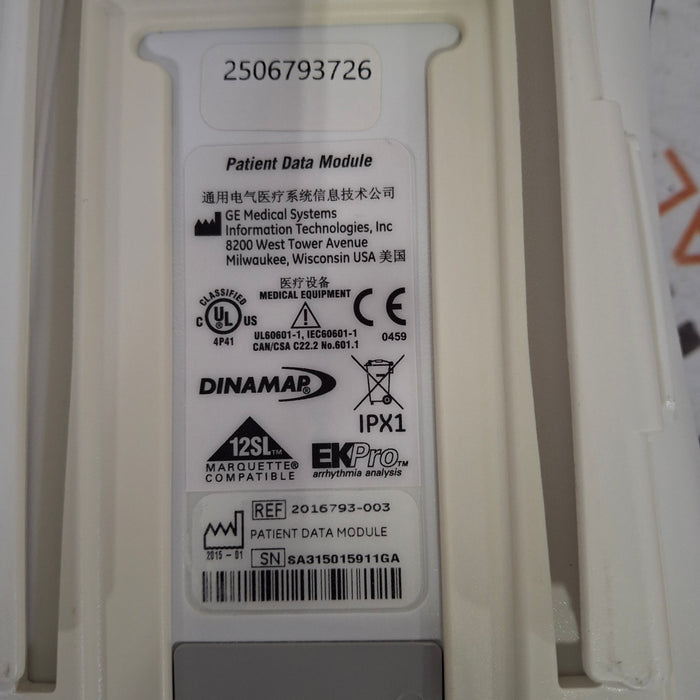 2506793726
Patient Data Module
通用电气医疗系统信息技术公司
GE Medical Systems
Information Technologies, Inc
8200 West Tower Avenue
Milwaukee, Wisconsin USA 美国
医疗设备
MEDICAL EQUIPMENT
CLASSIFIED
C UL US
4P41
UL60601-1, IEC60601-1
CAN/CSA C22.2 No.601.1
CE
0459
DINAMAP®
IPX1
12SL™
MARQUETTE®
COMPATIBLE
EKPro™
arrhythmia analysis
REF 2016793-003
2015-01
PATIENT DATA MODULE
SN SA315015911GA